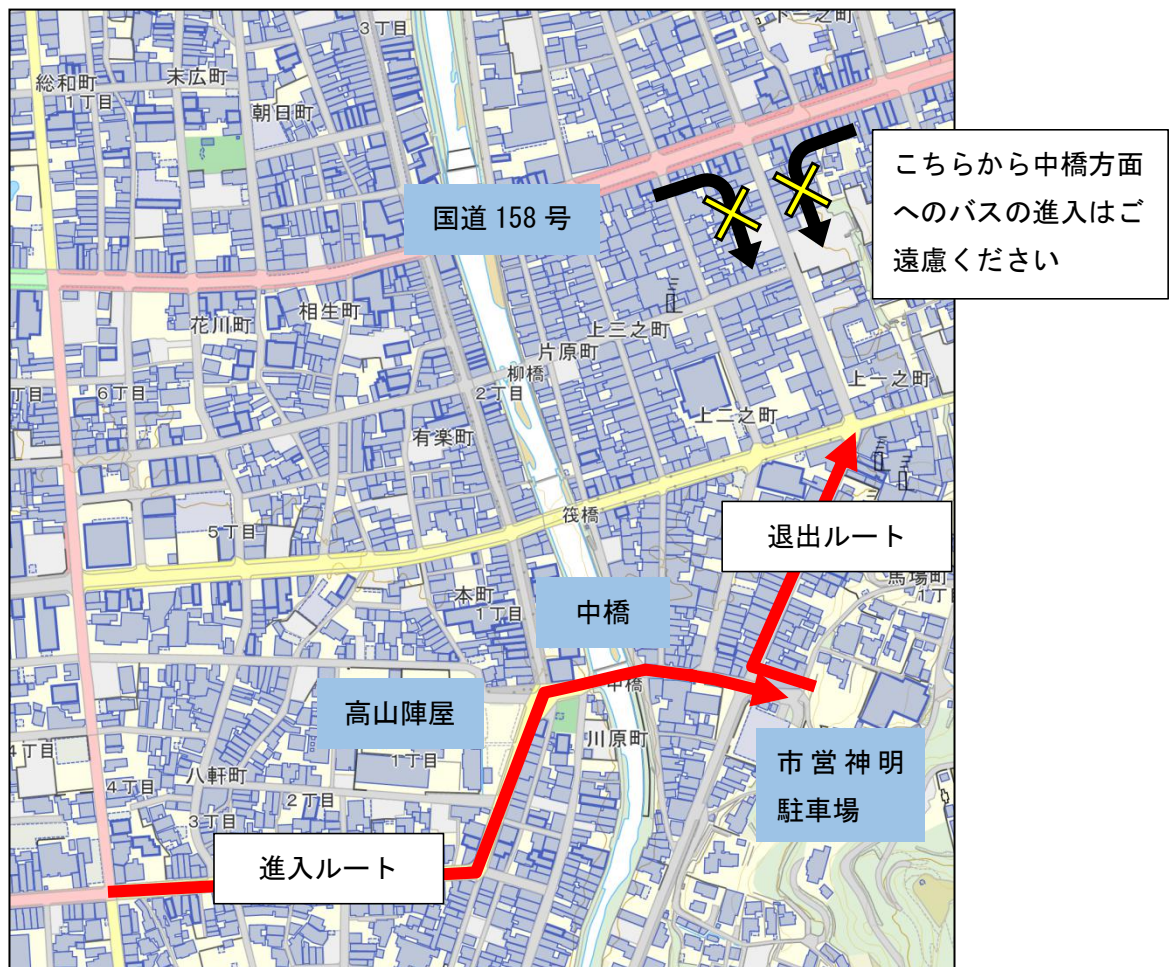 3丁目
下一之町
総和町
1丁目
末広町
朝日町
こちらから中橋方面
へのバスの進入はご
遠慮ください
国道158号
花川町
相生町
上三之町
片原町
柳橋
2丁目
丁目
6丁目
上一之町
上二之町
有楽町
筏橋
5丁目
退出ルート
馬場町
1丁目
本町
1丁目
中橋
中橋
高山陣屋
川原町
4丁目
1丁目
市営神明
駐車場
八軒町
4丁目
2丁目
3丁目
進入ルート